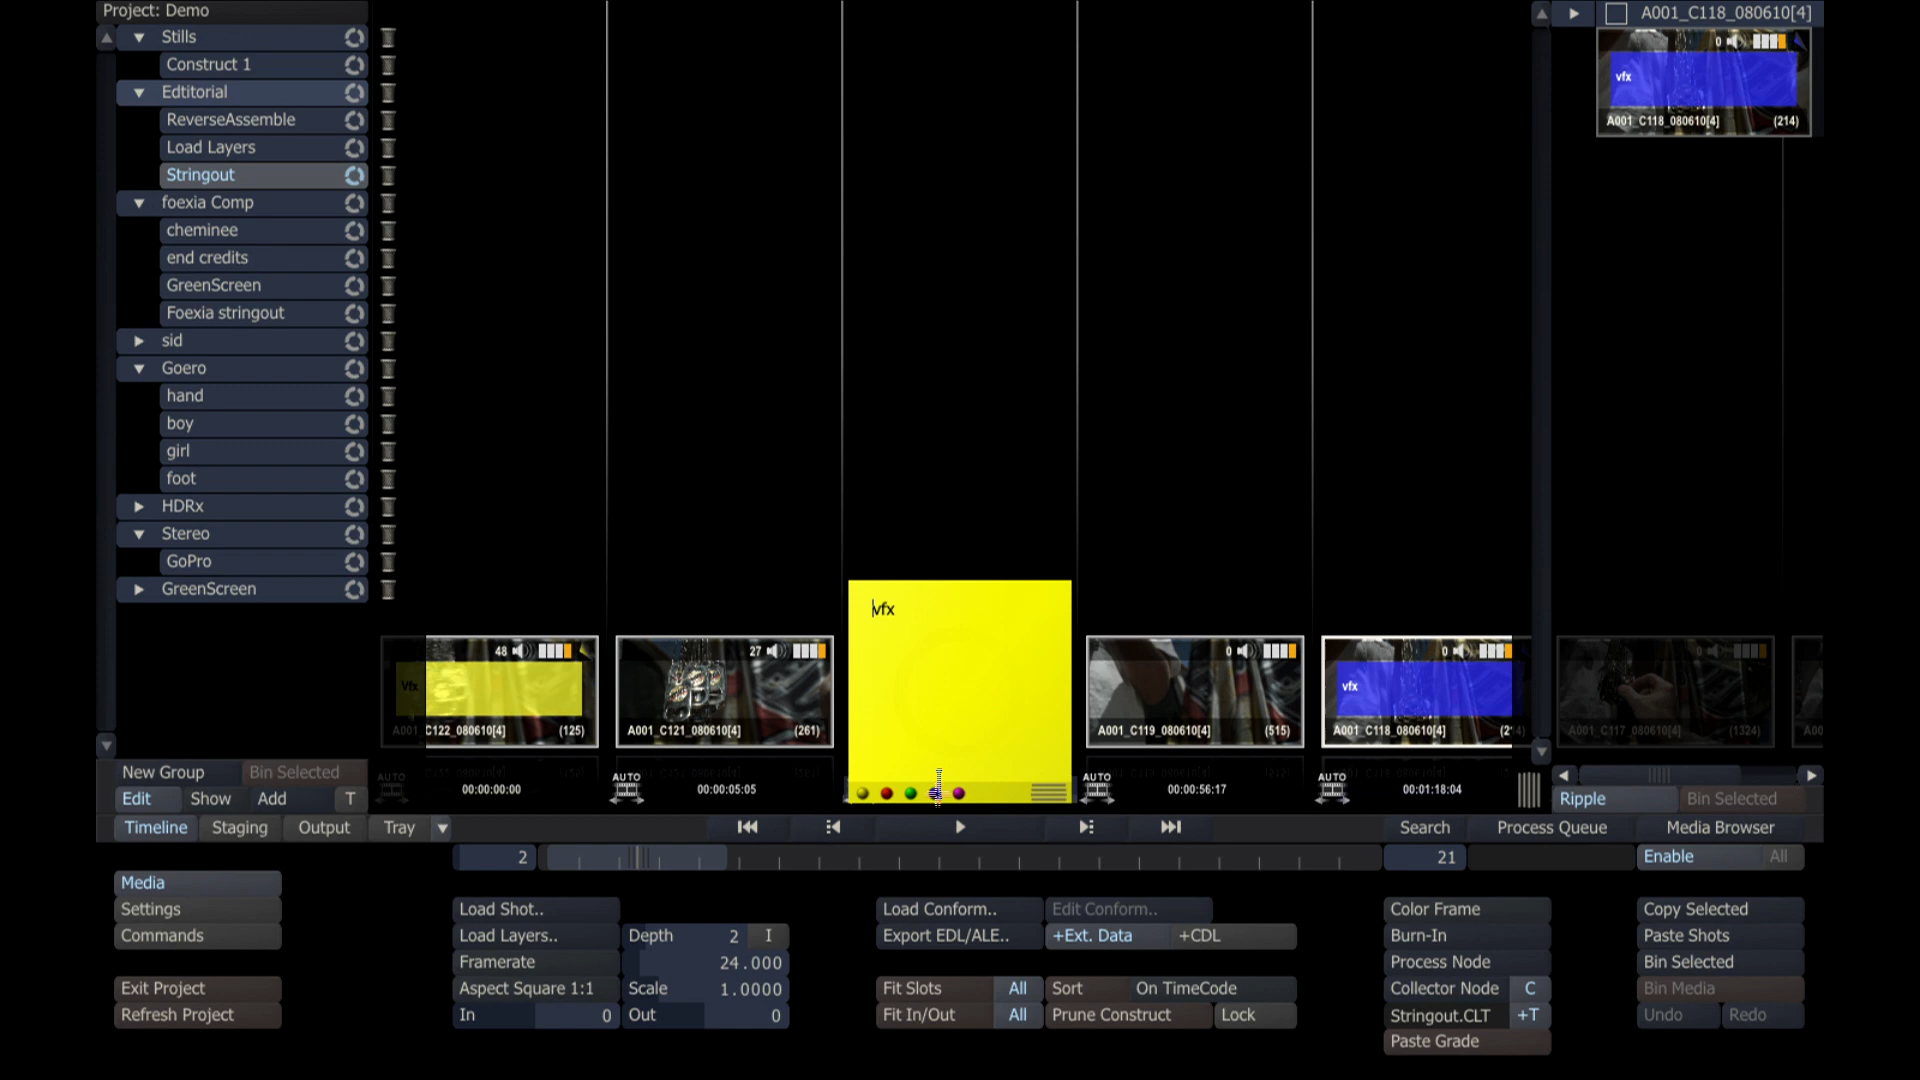 Project: Demo
Stills
Construct 1
Edtitorial
ReverseAssemble
Load Layers
Stringout
foexia Comp
cheminee
end credits
GreenScreen
Foexia stringout
sid
Goero
hand
boy
girl
foot
HDRx
Stereo
GoPro
GreenScreen
New Group
Bin Selected
Edit
Show
Add
T
A001_C118_080610[4]
0
vfx
A001_C118_080610[4]
(214)
vfx
48
Vfx
A001_C122_080610[4]
(125)
27
A001_C121_080610[4]
(261)
0
A001_C119_080610[4]
(515)
0
vfx
A001_C118_080610[4]
0
A001_C117_080610[4]
(1324)
AUTO
00:00:00:00
AUTO
00:00:05:05
AUTO
00:00:56:17
AUTO
00:01:18:04
Ripple
Bin Selected
Timeline
Staging
Output
Tray
Search
Process Queue
Media Browser
2
21
Enable
All
Media
Settings
Commands
Exit Project
Refresh Project
Load Shot..
Load Layers..
Depth
2
I
Framerate
24.000
Aspect Square 1:1
Scale
1.0000
In
0
Out
0
Load Conform..
Edit Conform..
Export EDL/ALE..
+Ext. Data
+CDL
Fit Slots
All
Sort
On TimeCode
Fit In/Out
All
Prune Construct
Lock
Color Frame
Burn-In
Process Node
Collector Node
C
Stringout.CLT
+T
Paste Grade
Copy Selected
Paste Shots
Bin Selected
Bin Media
Undo
Redo